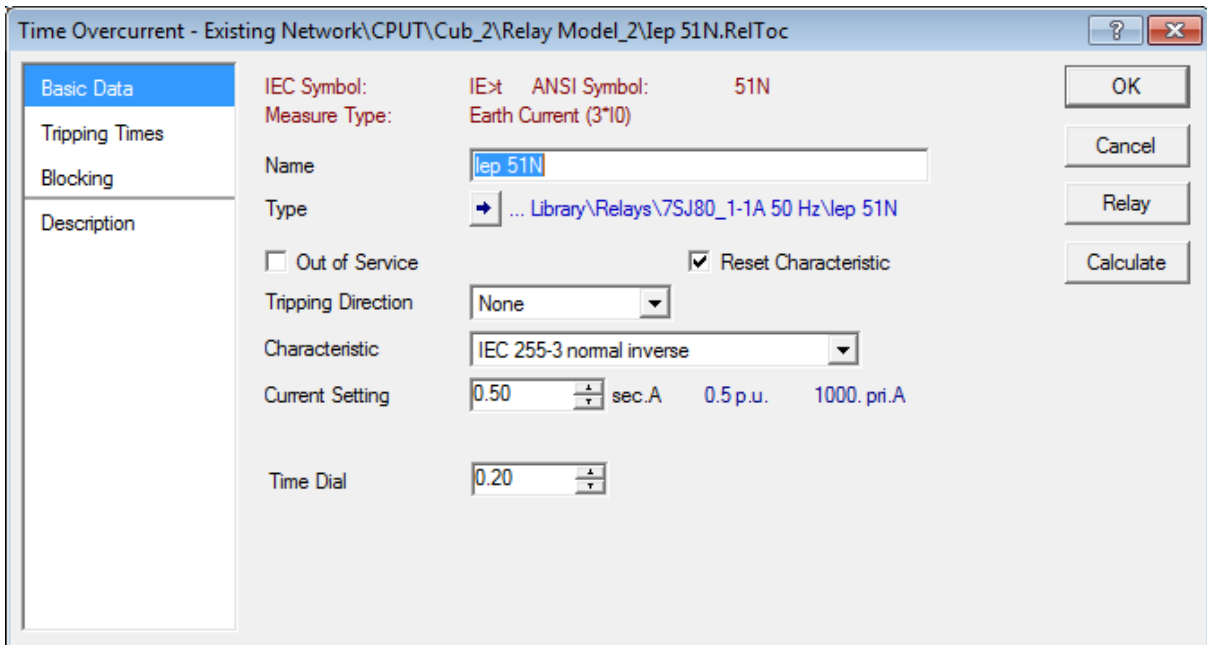 Time Overcurrent - Existing Network\CPUT\Cub_2\Relay Model_2\Iep 51N.RelToc
Basic Data
Tripping Times
Blocking
Description
IEC Symbol: IE>t ANSI Symbol: 51N
Measure Type: Earth Current (3*I0)
Name Iep 51N
Type ... Library\Relays\7SJ80_1-1A 50 Hz\Iep 51N
Out of Service Reset Characteristic
Tripping Direction None
Characteristic IEC 255-3 normal inverse
Current Setting 0.50 sec.A 0.5 p.u. 1000. pri.A
Time Dial 0.20
OK
Cancel
Relay
Calculate